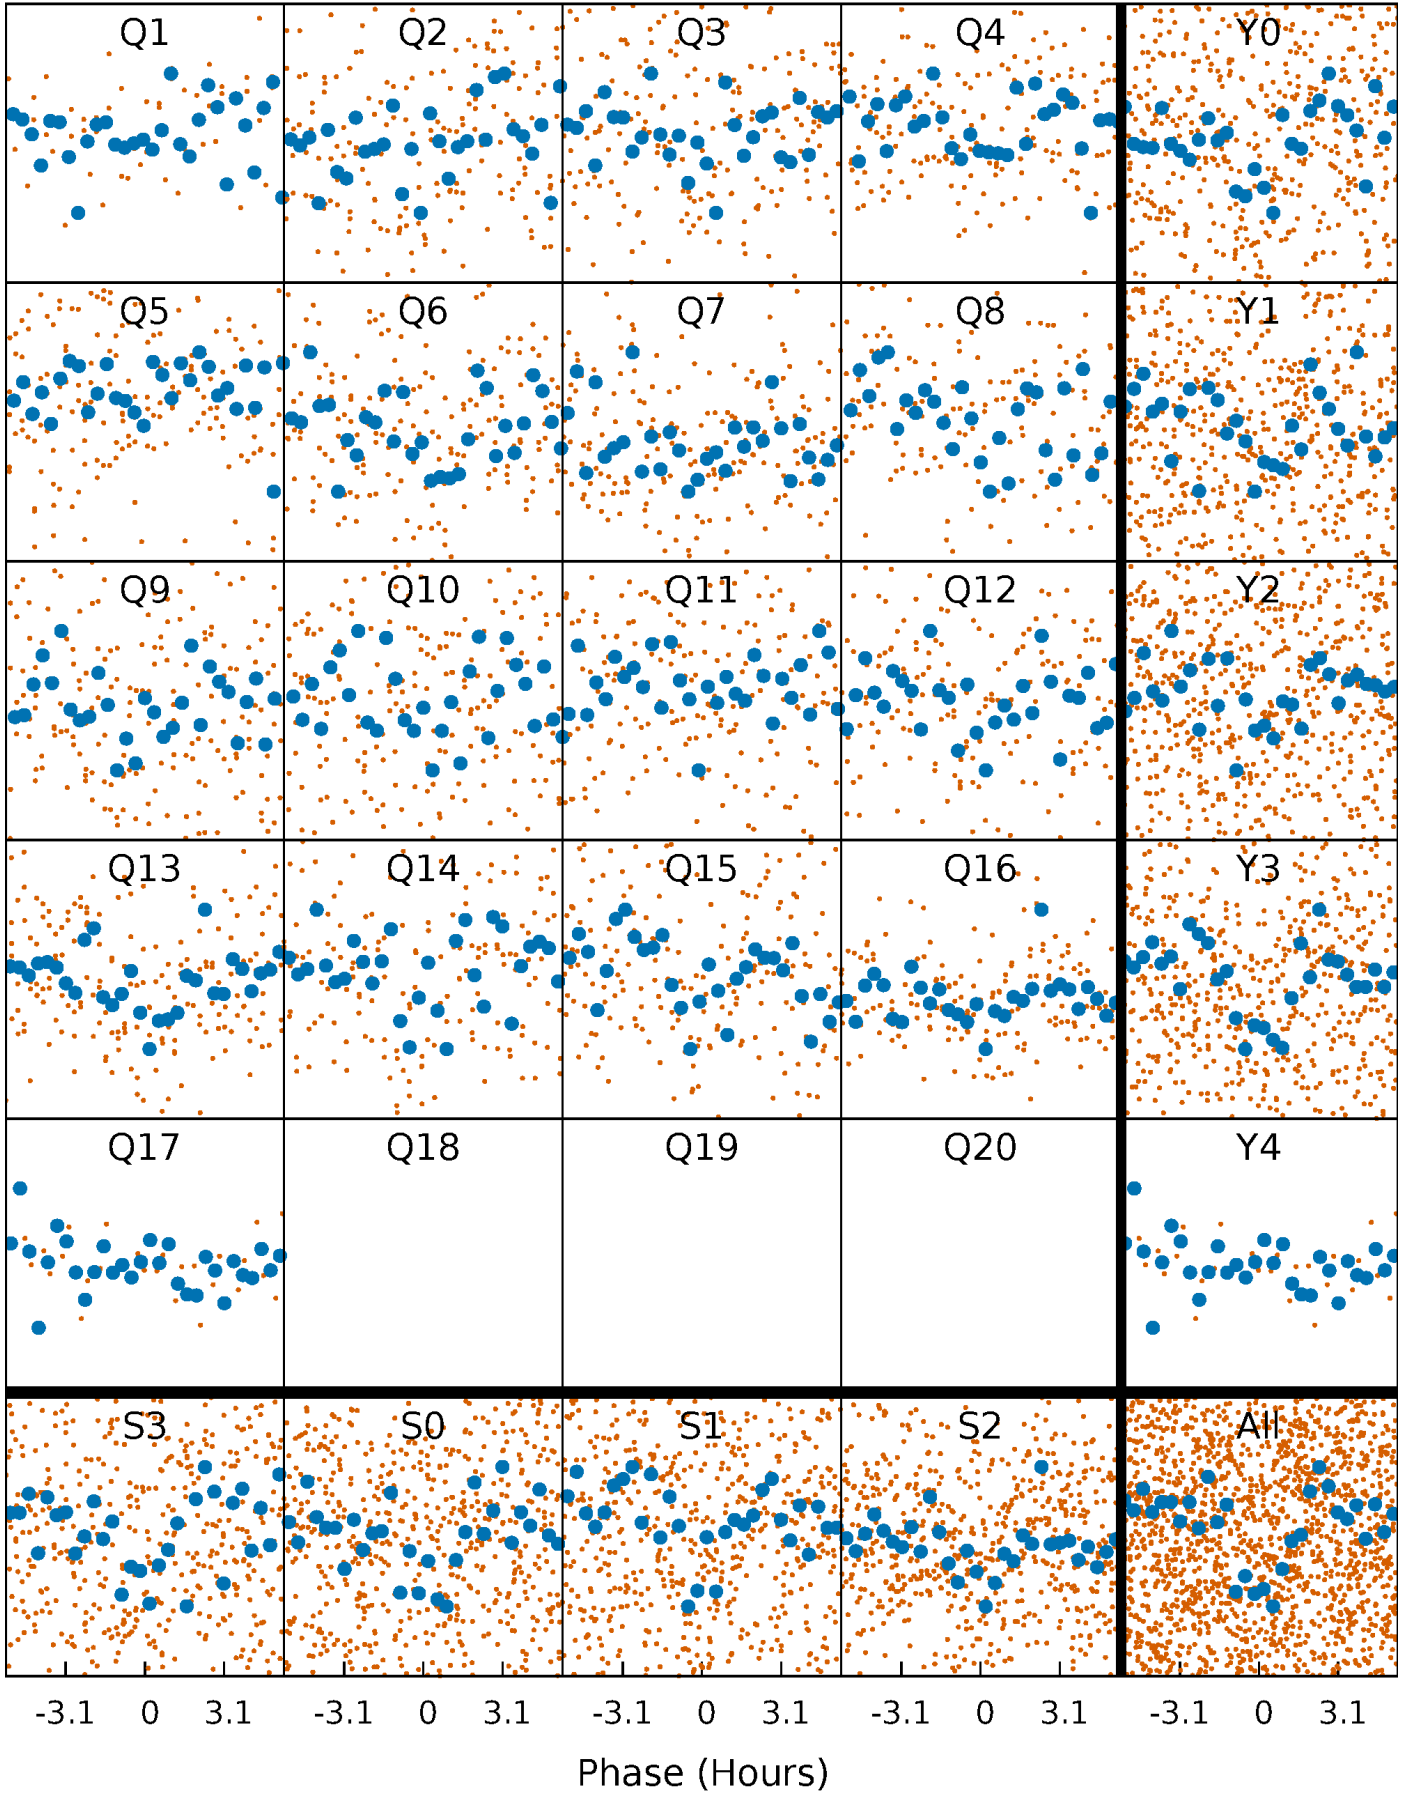 Q1 Q2 Q3 Q4 Y0
Q5 Q6 Q7 Q8 Y1
Q9 Q10 Q11 Q12 Y2
Q13 Q14 Q15 Q16 Y3
Q17 Q18 Q19 Q20 Y4
S3 S0 S1 S2 All
-3.1 0 3.1 -3.1 0 3.1 -3.1 0 3.1 -3.1 0 3.1 -3.1 0 3.1
Phase (Hours)